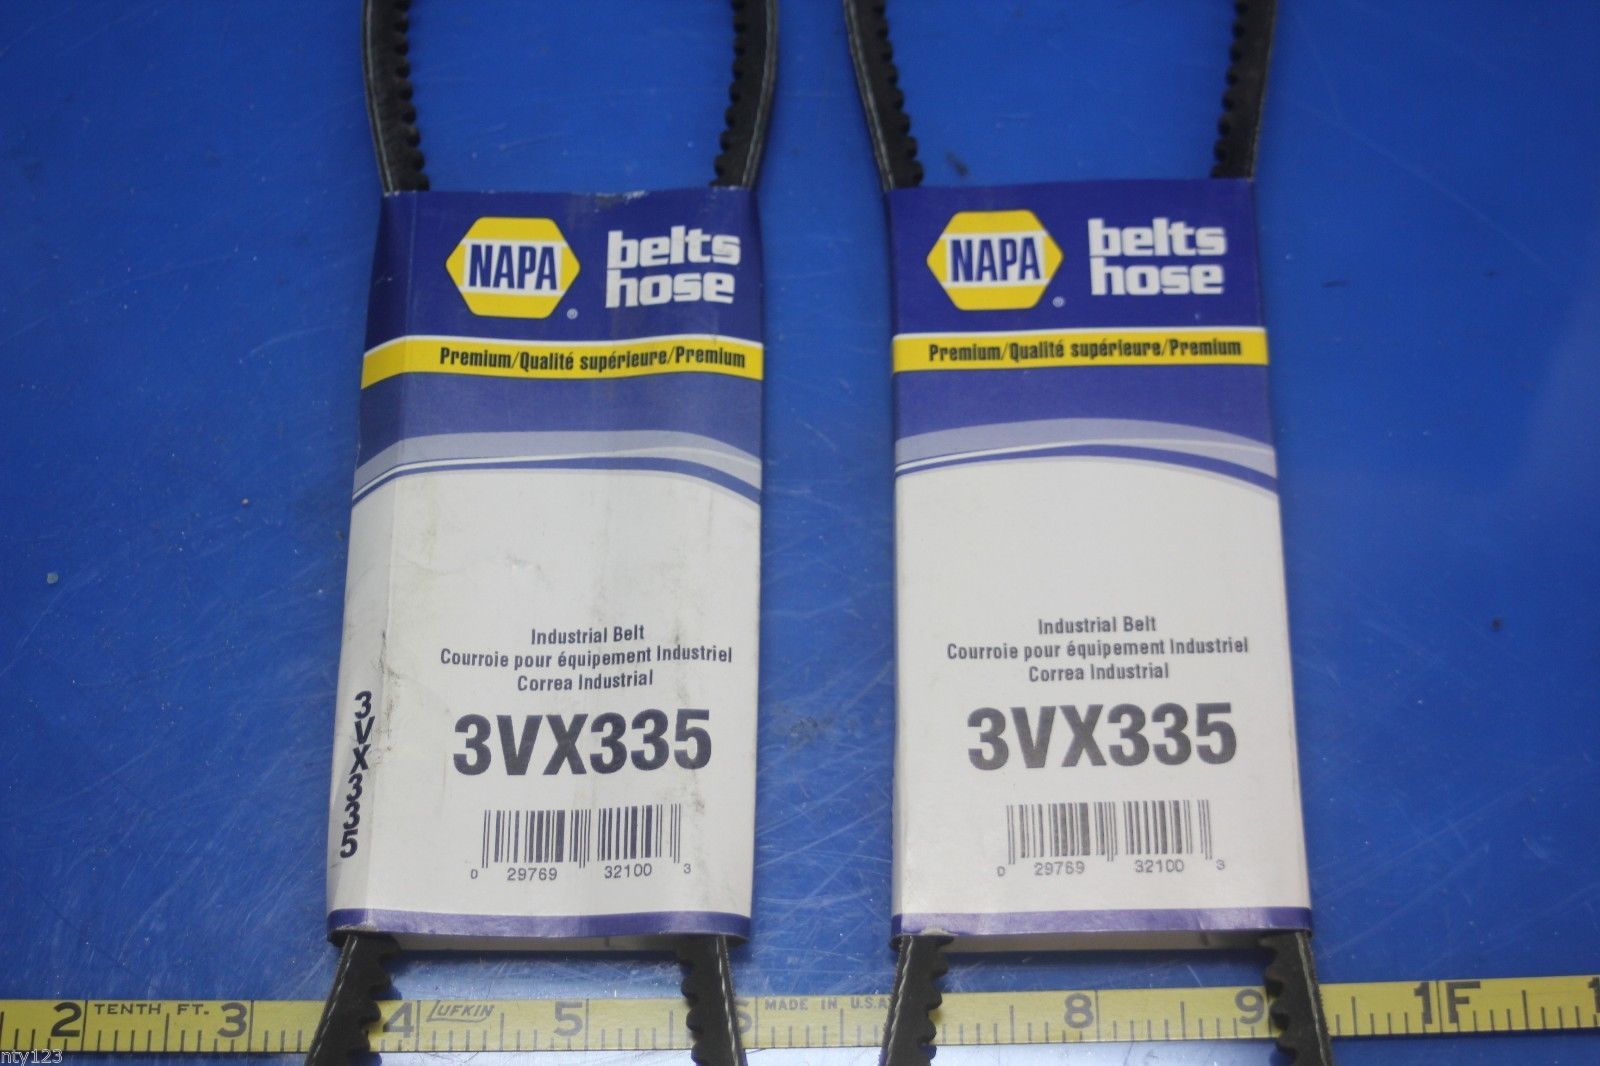 NAPA
®
belts
hose
Premium/Qualité supérieure/Premium
Industrial Belt
Courroie pour équipement Industriel
Correa Industrial
3VX335
3VX335
0 29769 32100 3
NAPA
®
belts
hose
Premium/Qualité supérieure/Premium
Industrial Belt
Courroie pour équipement Industriel
Correa Industrial
3VX335
0 29769 32100 3
2 TENTH FT. 3 4 LUFKIN 5 6 MADE IN U.S.A 8 9 1F 1
nty123